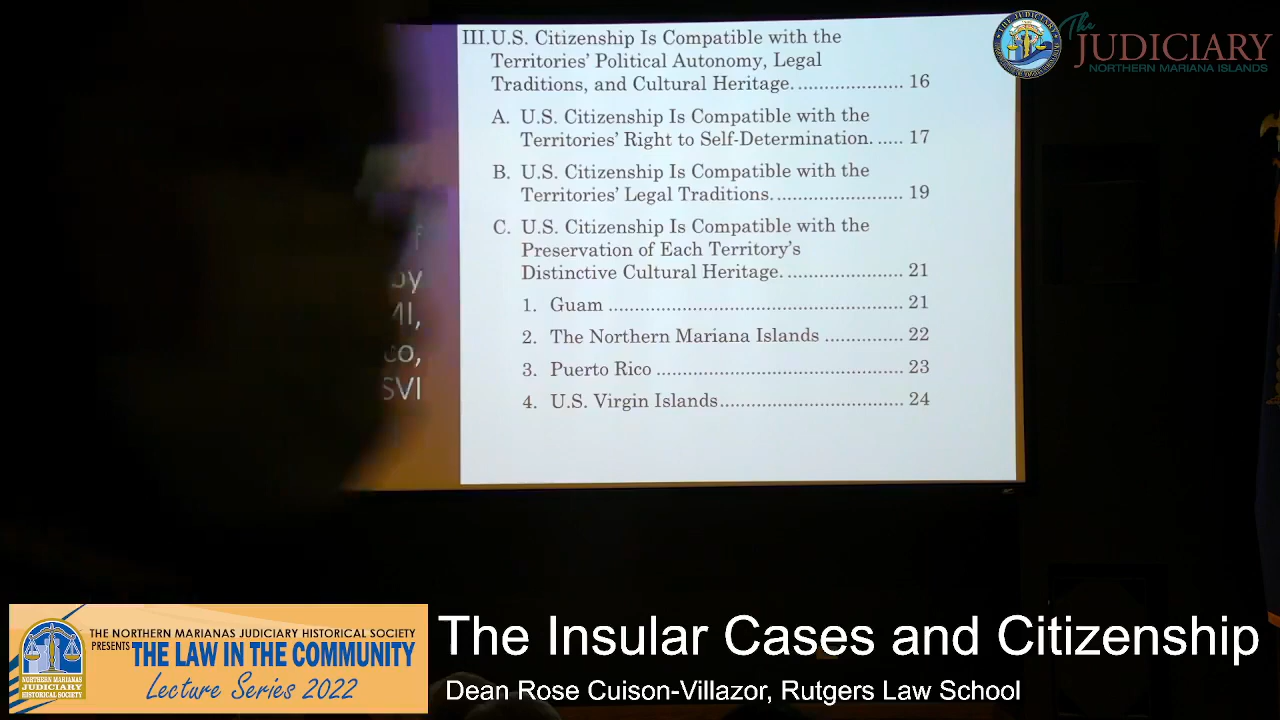 III. U.S. Citizenship Is Compatible with the
Territories' Political Autonomy, Legal
Traditions, and Cultural Heritage. .................... 16
A. U.S. Citizenship Is Compatible with the
Territories' Right to Self-Determination. ..... 17
B. U.S. Citizenship Is Compatible with the
Territories' Legal Traditions. ........................ 19
C. U.S. Citizenship Is Compatible with the
Preservation of Each Territory's
Distinctive Cultural Heritage. ...................... 21
1. Guam ........................................................ 21
2. The Northern Mariana Islands ............... 22
3. Puerto Rico ............................................... 23
4. U.S. Virgin Islands................................... 24
The
JUDICIARY
NORTHERN MARIANA ISLANDS
THE NORTHERN MARIANAS JUDICIARY HISTORICAL SOCIETY
PRESENTS THE LAW IN THE COMMUNITY
Lecture Series 2022
NORTHERN MARIANAS
JUDICIARY
HISTORICAL SOCIETY
The Insular Cases and Citizenship
Dean Rose Cuison-Villazor, Rutgers Law School